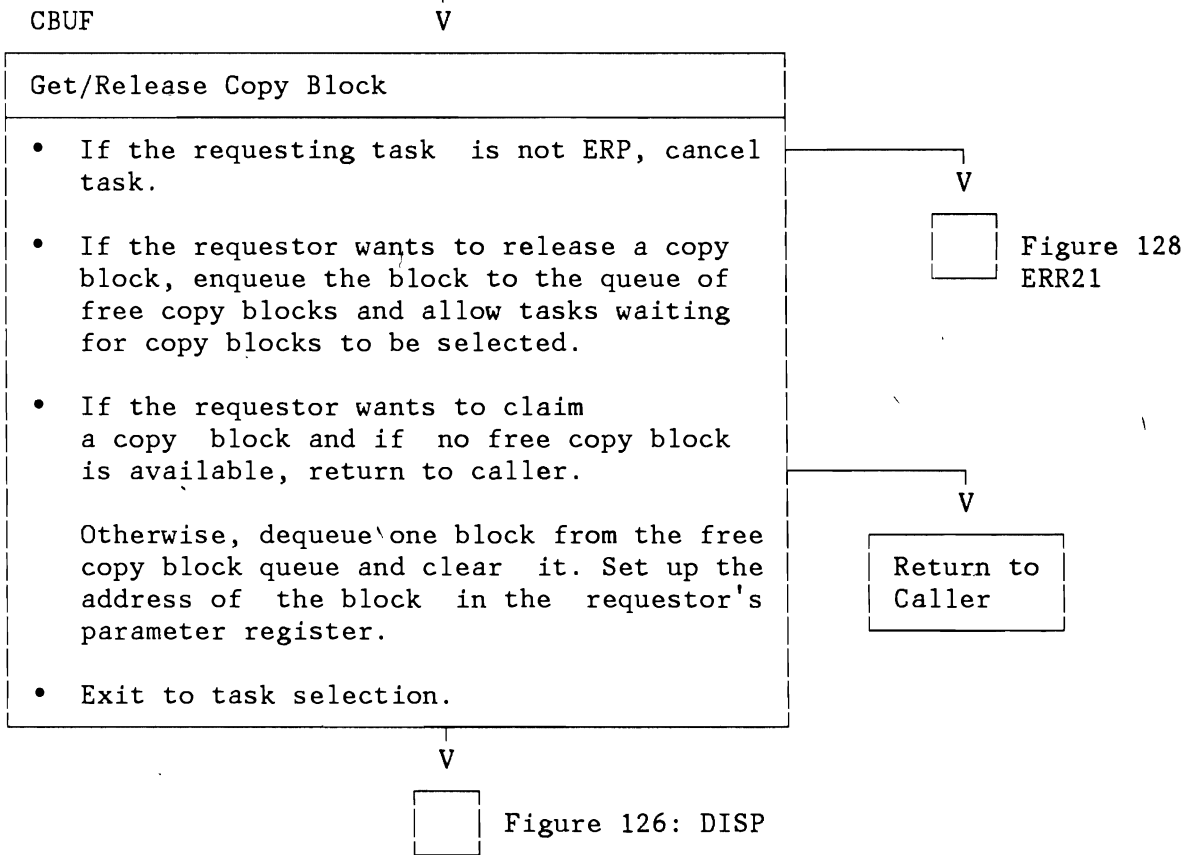 CBUF V
Get/Release Copy Block
• If the requesting task is not ERP, cancel
task.
V
Figure 128
ERR21
• If the requestor wants to release a copy
block, enqueue the block to the queue of
free copy blocks and allow tasks waiting
for copy blocks to be selected.
• If the requestor wants to claim
a copy block and if no free copy block
is available, return to caller.
V
Return to
Caller
Otherwise, dequeue one block from the free
copy block queue and clear it. Set up the
address of the block in the requestor's
parameter register.
• Exit to task selection.
V
Figure 126: DISP